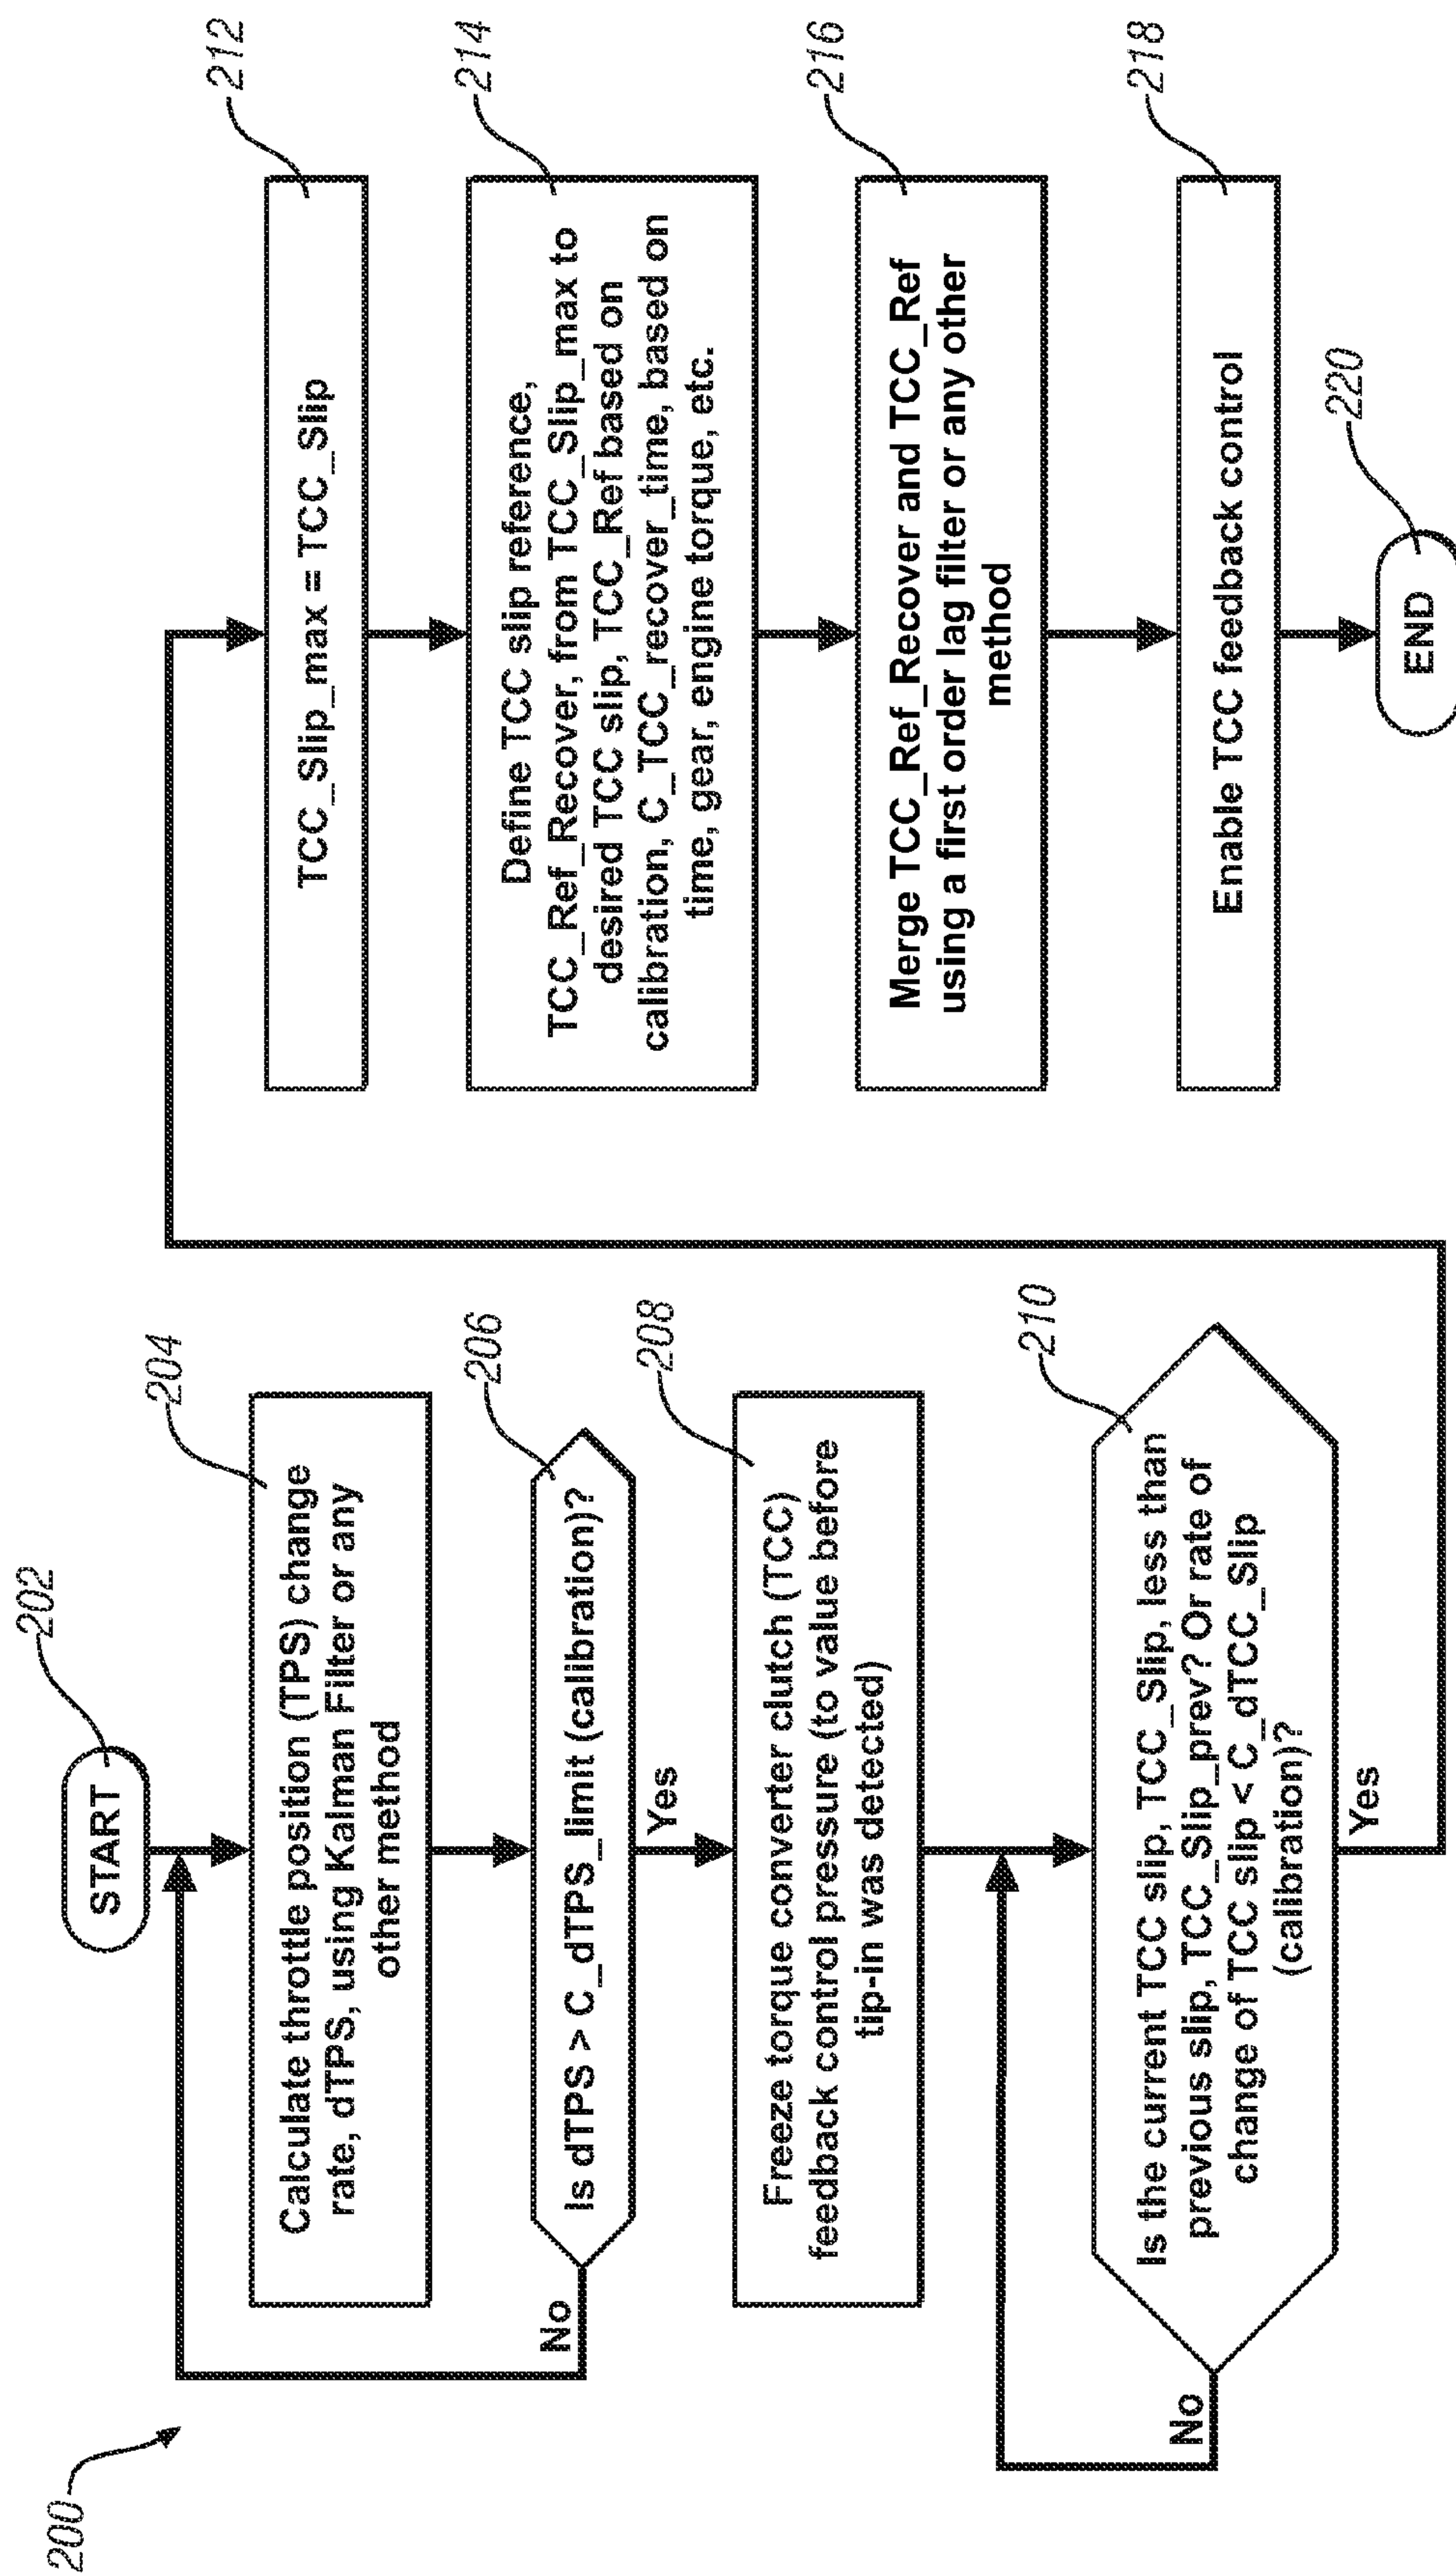 200
202
START
204
Calculate throttle position (TPS) change
rate, dTPS, using Kalman Filter or any
other method
206
Is dTPS > C_dTPS_limit (calibration)?
No
Yes
208
Freeze torque converter clutch (TCC)
feedback control pressure (to value before
tip-in was detected)
210
Is the current TCC slip, TCC_Slip, less than
previous slip, TCC_Slip_prev? Or rate of
change of TCC slip < C_dTCC_Slip
(calibration)?
No
Yes
212
TCC_Slip_max = TCC_Slip
214
Define TCC slip reference,
TCC_Ref_Recover, from TCC_Slip_max to
desired TCC slip, TCC_Ref based on
calibration, C_TCC_recover_time, based on
time, gear, engine torque, etc.
216
Merge TCC_Ref_Recover and TCC_Ref
using a first order lag filter or any other
method
218
Enable TCC feedback control
220
END